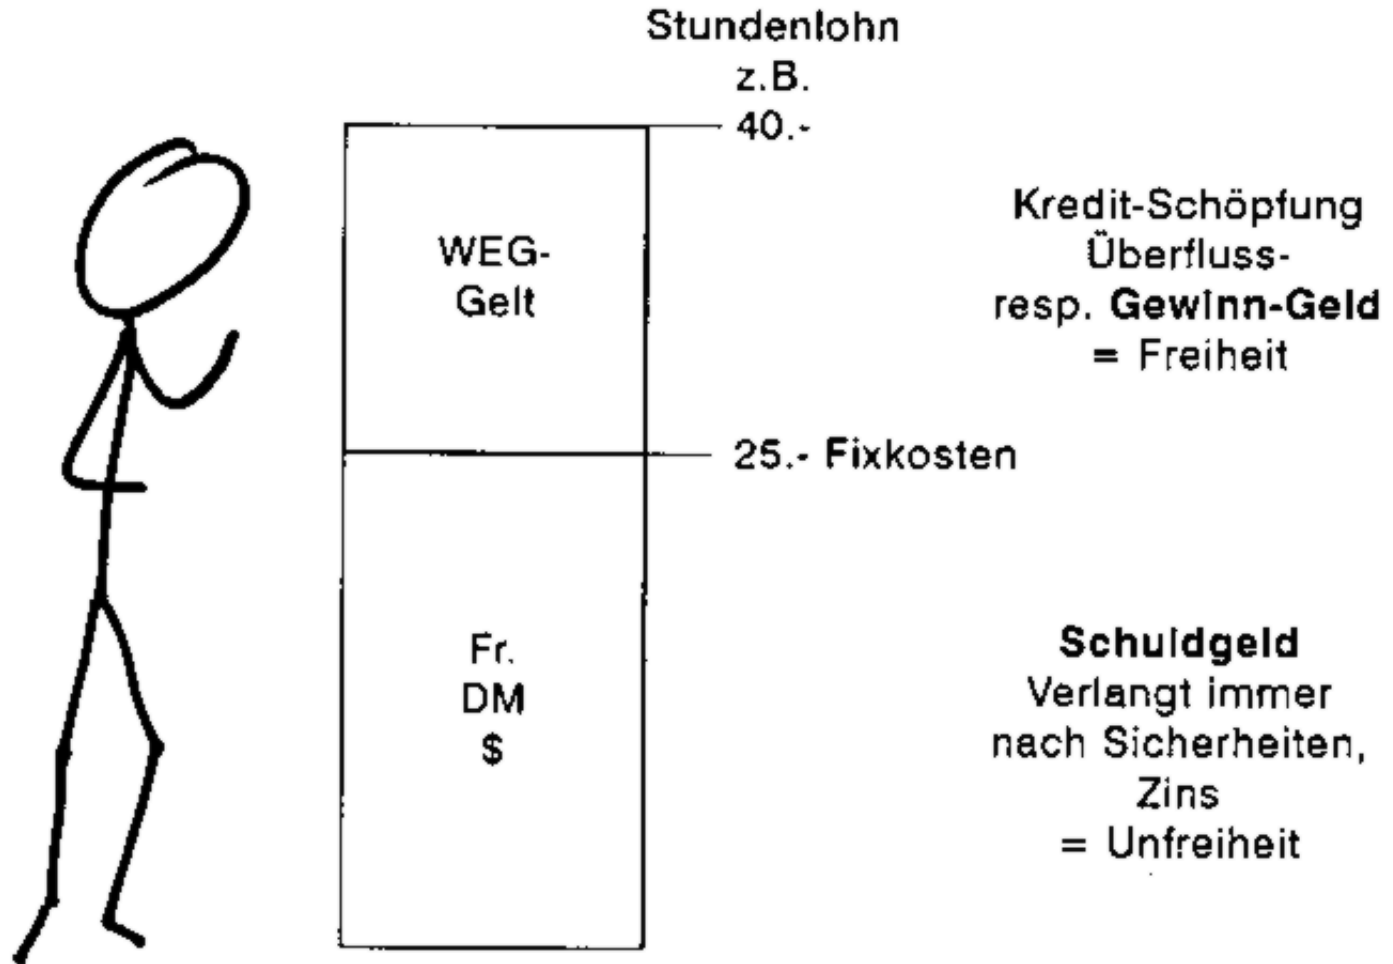 Stundenlohn
z.B.
40.-
WEG-
Gelt
Kredit-Schöpfung
Überfluss-
resp. Gewinn-Geld
= Freiheit
25.- Fixkosten
Fr.
DM
$
Schuldgeld
Verlangt immer
nach Sicherheiten,
Zins
= Unfreiheit